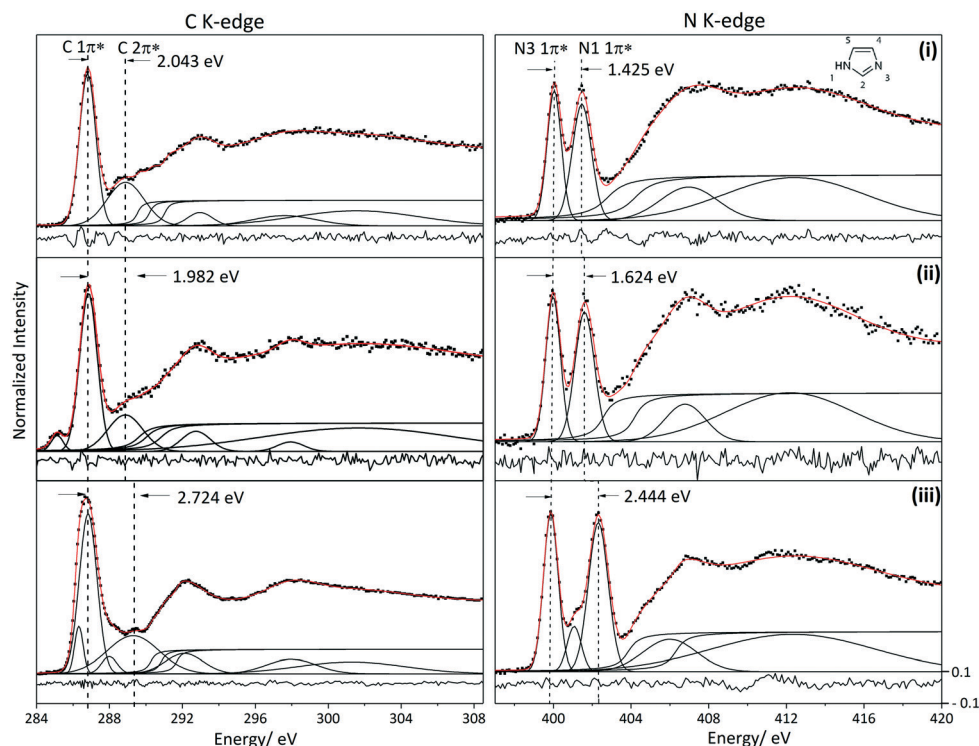 C K-edge
N K-edge
C 1π* C 2π*
2.043 eV
N3 1π* N1 1π*
1.425 eV
(i)
5 4
HN N
1 2 3
1.982 eV
1.624 eV
(ii)
2.724 eV
2.444 eV
(iii)
Normalized Intensity
0.1
- 0.1
284 288 292 296 300 304 308
400 404 408 412 416 420
Energy/ eV
Energy/ eV